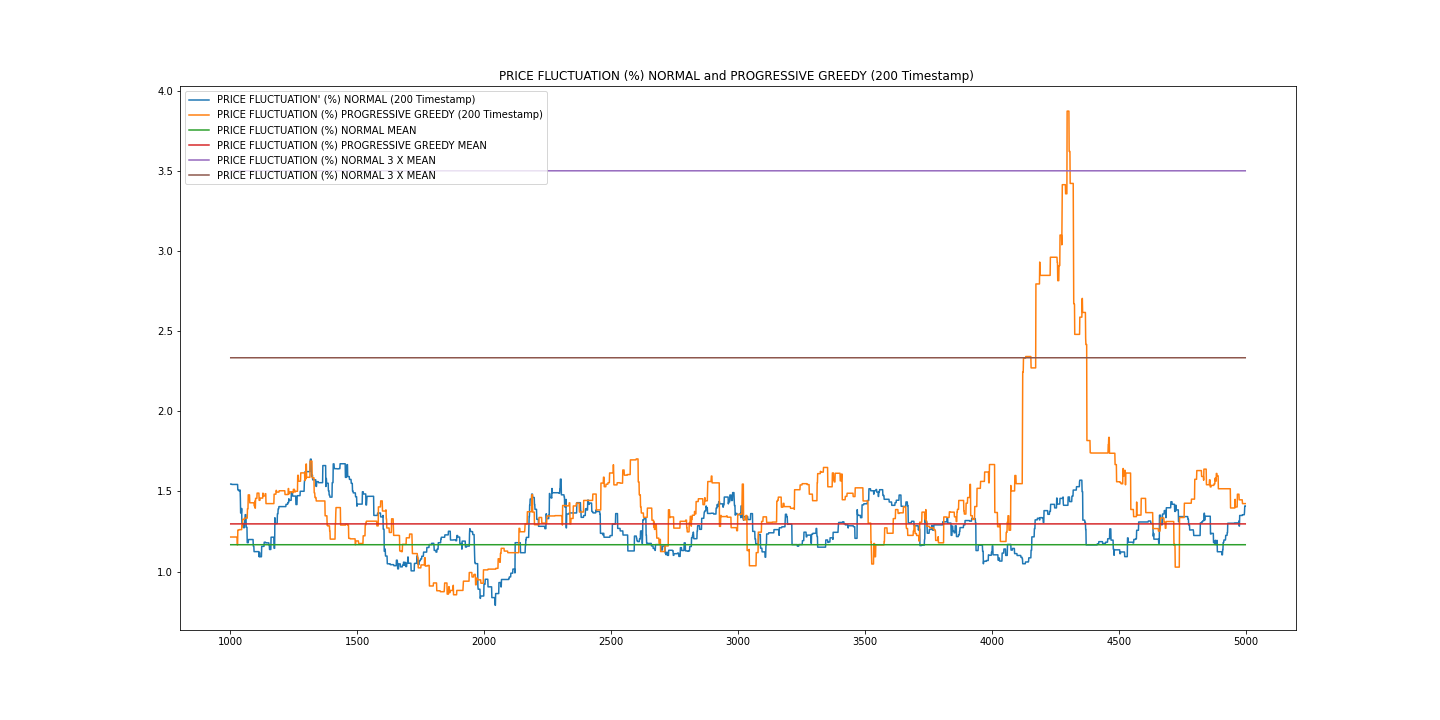 PRICE FLUCTUATION (%) NORMAL and PROGRESSIVE GREEDY (200 Timestamp)
4.0
3.5
3.0
2.5
2.0
1.5
1.0
PRICE FLUCTUATION' (%) NORMAL (200 Timestamp)
PRICE FLUCTUATION (%) PROGRESSIVE GREEDY (200 Timestamp)
PRICE FLUCTUATION (%) NORMAL MEAN
PRICE FLUCTUATION (%) PROGRESSIVE GREEDY MEAN
PRICE FLUCTUATION (%) NORMAL 3 X MEAN
PRICE FLUCTUATION (%) NORMAL 3 X MEAN
1000 1500 2000 2500 3000 3500 4000 4500 5000